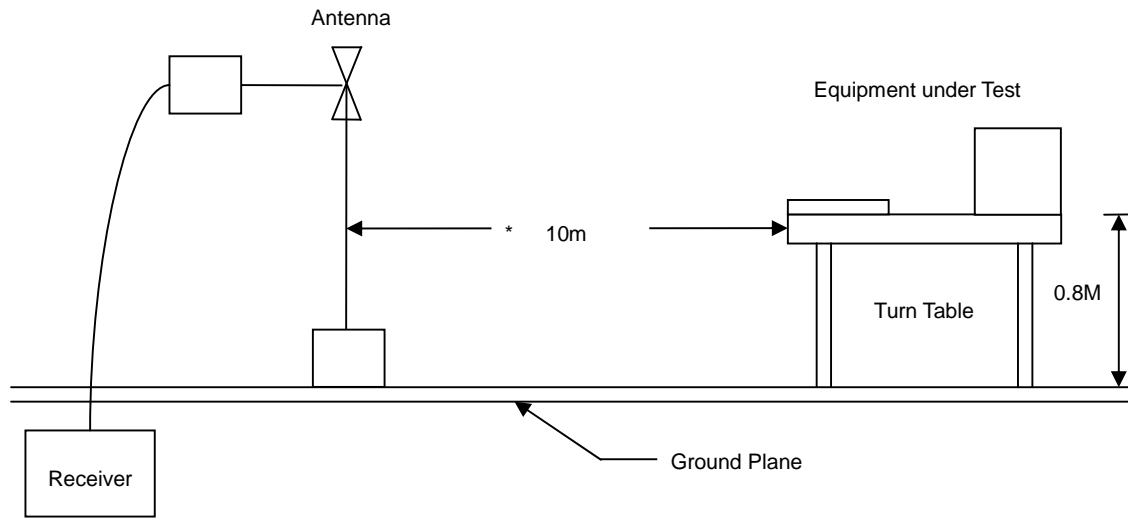 Antenna
Equipment under Test
* 10m
0.8M
Turn Table
Ground Plane
Receiver